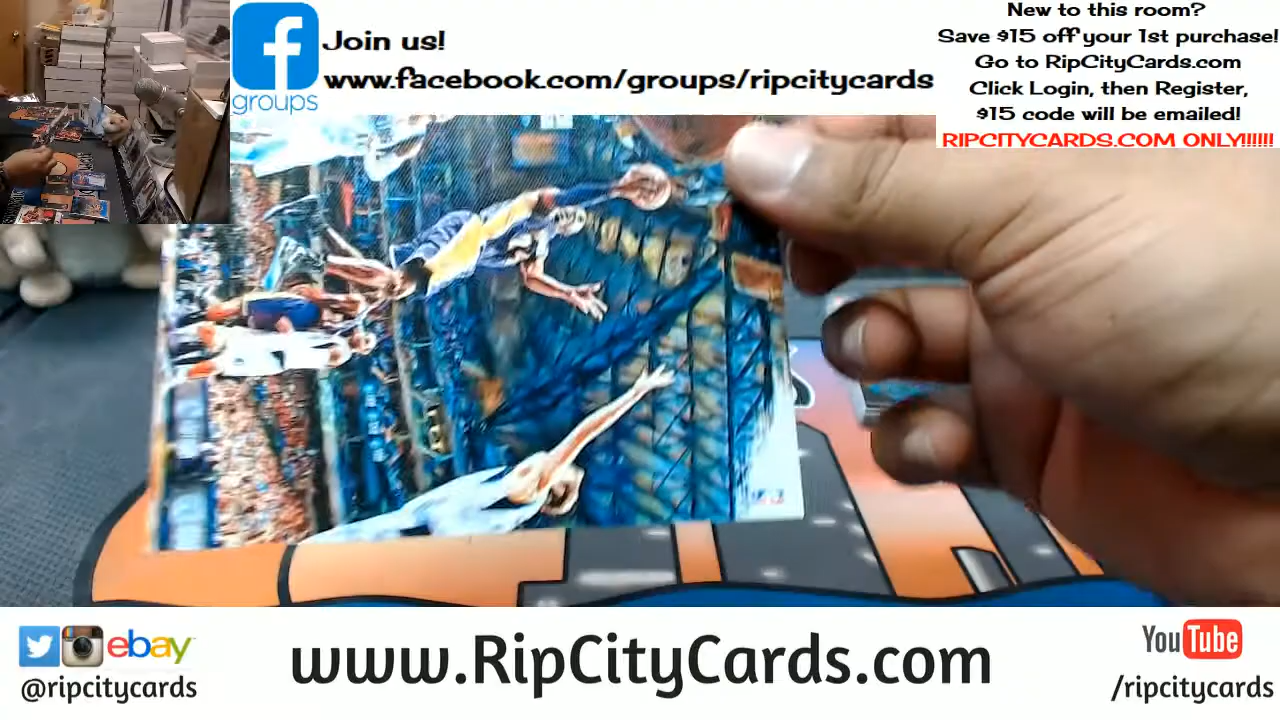 Join us!
www.facebook.com/groups/ripcitycards
groups
New to this room?
Save $15 off your 1st purchase!
Go to RipCityCards.com
Click Login, then Register,
$15 code will be emailed!
RIPCITYCARDS.COM ONLY!!!!!!
ebay
@ripcitycards
www.RipCityCards.com
YouTube
/ripcitycards